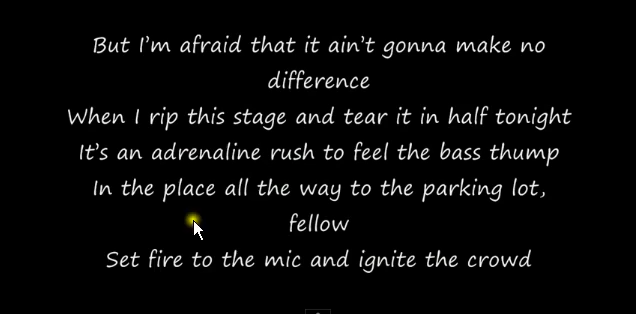 But I'm afraid that it ain't gonna make no
difference
When I rip this stage and tear it in half tonight
It's an adrenaline rush to feel the bass thump
In the place all the way to the parking lot,
fellow
Set fire to the mic and ignite the crowd